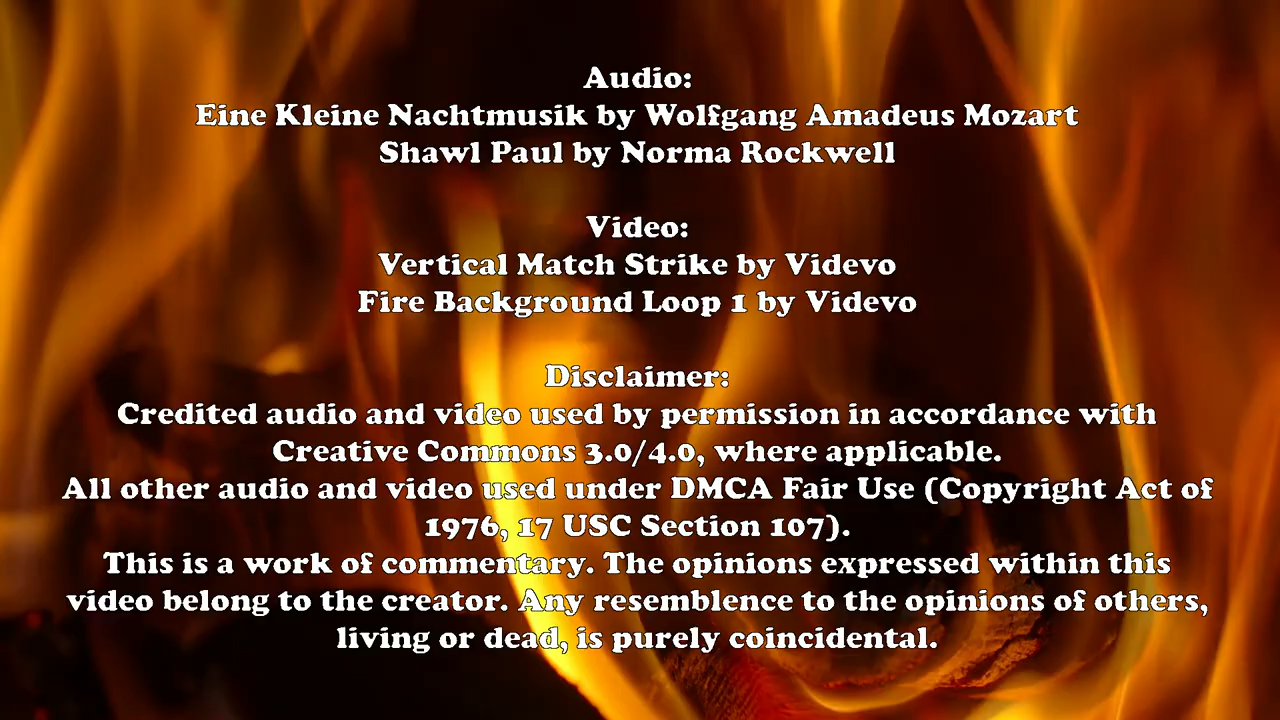 Audio:
Eine Kleine Nachtmusik by Wolfgang Amadeus Mozart
Shawl Paul by Norma Rockwell
Video:
Vertical Match Strike by Videvo
Fire Background Loop 1 by Videvo
Disclaimer:
Credited audio and video used by permission in accordance with
Creative Commons 3.0/4.0, where applicable.
All other audio and video used under DMCA Fair Use (Copyright Act of
1976, 17 USC Section 107).
This is a work of commentary. The opinions expressed within this
video belong to the creator. Any resemblence to the opinions of others,
living or dead, is purely coincidental.